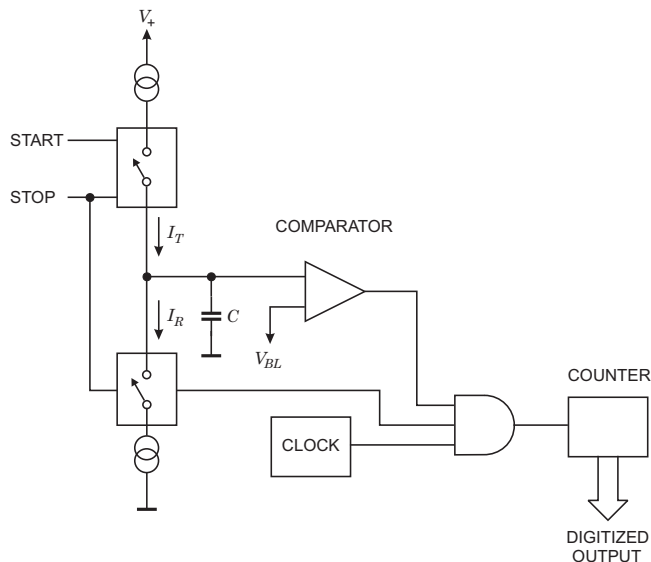 V+
START
STOP
I_T
COMPARATOR
I_R
C
V_BL
COUNTER
CLOCK
DIGITIZED
OUTPUT